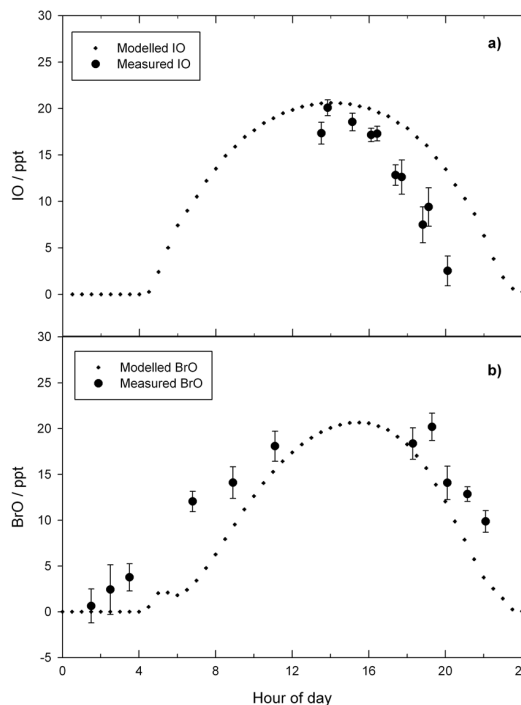 30
Modelled IO
Measured IO
a)
25
20
15
10
5
0
IO / ppt
30
Modelled BrO
Measured BrO
b)
25
20
15
10
5
0
-5
BrO / ppt
0 4 8 12 16 20 24
Hour of day